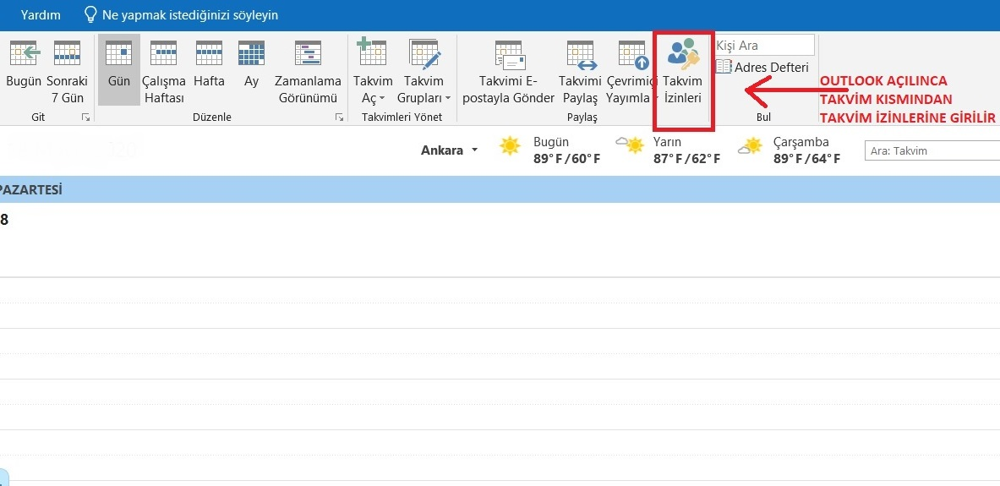 Yardım
Ne yapmak istediğinizi söyleyin
Bugün
Sonraki
7 Gün
Git
Gün
Çalışma
Haftası
Hafta
Ay
Zamanlama
Görünümü
Düzenle
Takvim
Aç
Takvim
Grupları
Takvimleri Yönet
Takvimi E-
postayla Gönder
Takvimi
Paylaş
Çevrimiçi
Yayımla
Paylaş
Takvim
İzinleri
Kişi Ara
Adres Defteri
Bul
OUTLOOK AÇILINCA
TAKVİM KISMINDAN
TAKVİM İZİNLERİNE GİRİLİR
Ankara
Bugün
89° F / 60° F
Yarın
87° F / 62° F
Çarşamba
89° F / 64° F
Ara: Takvim
PAZARTESİ
8